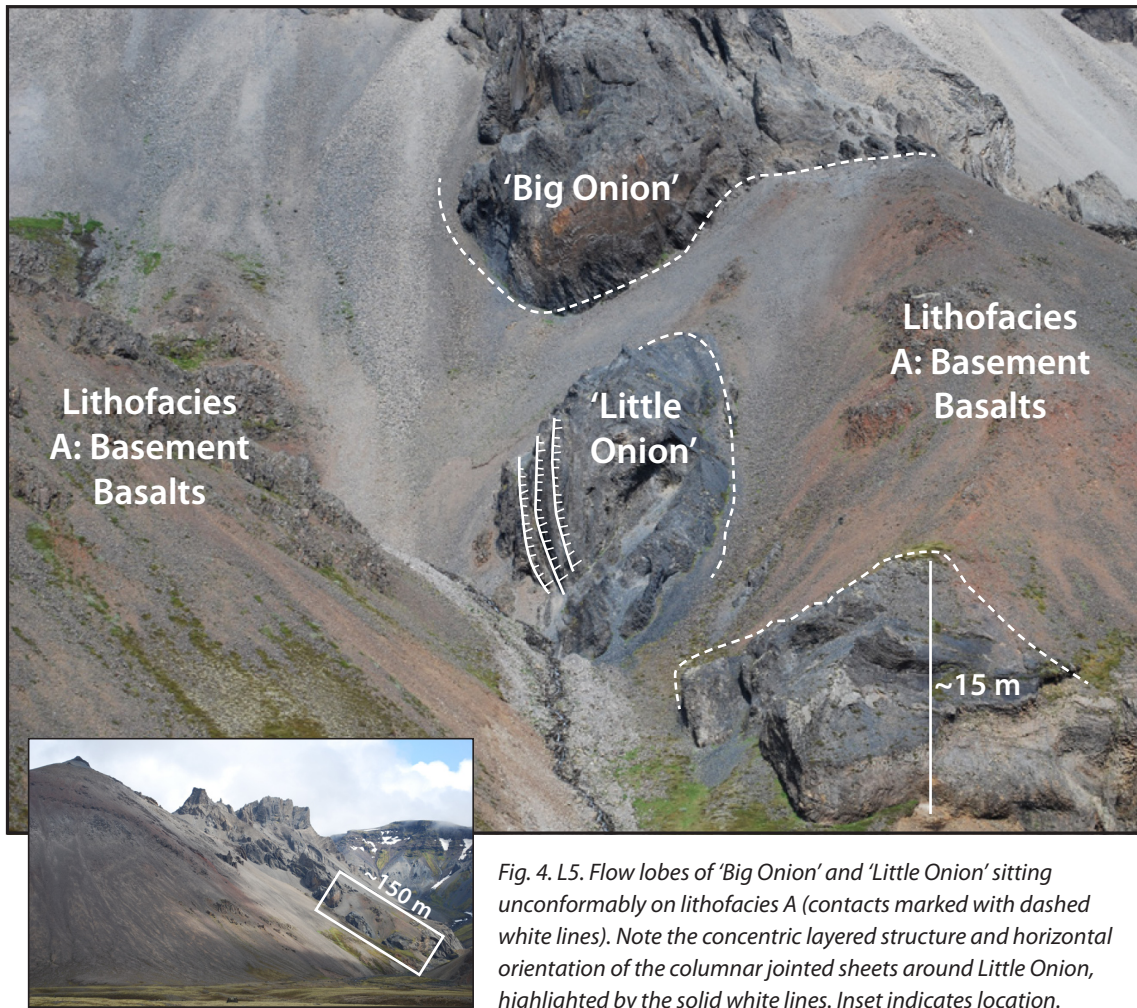 'Big Onion'
Lithofacies
A: Basement
Basalts
'Little
Onion'
Lithofacies
A: Basement
Basalts
~15 m
~150 m
Fig. 4. L5. Flow lobes of 'Big Onion' and 'Little Onion' sitting
unconformably on lithofacies A (contacts marked with dashed
white lines). Note the concentric layered structure and horizontal
orientation of the columnar jointed sheets around Little Onion,
highlighted by the solid white lines. Inset indicates location.